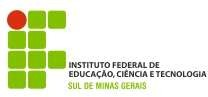 INSTITUTO FEDERAL DE
EDUCAÇÃO, CIÊNCIA E TECNOLOGIA
SUL DE MINAS GERAIS